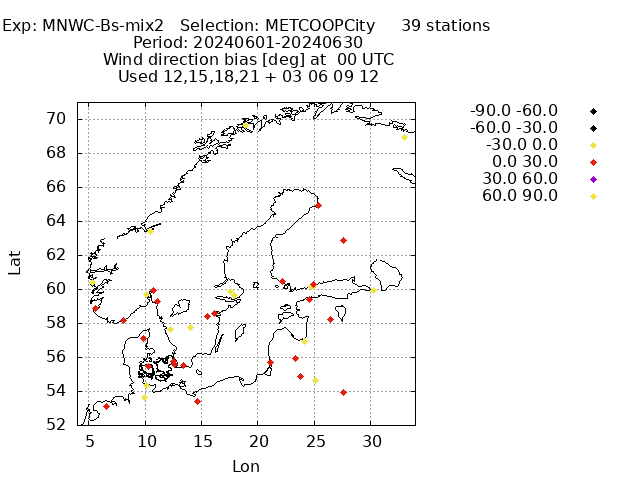 Exp: MNWC-Bs-mix2   Selection: METCOOPCity     39 stations
Period: 20240601-20240630
Wind direction bias [deg] at  00 UTC
Used 12,15,18,21 + 03 06 09 12
-90.0 -60.0
-60.0 -30.0
-30.0 0.0
0.0 30.0
30.0 60.0
60.0 90.0
70
68
66
64
62
60
58
56
54
52
Lat
5 10 15 20 25 30
Lon